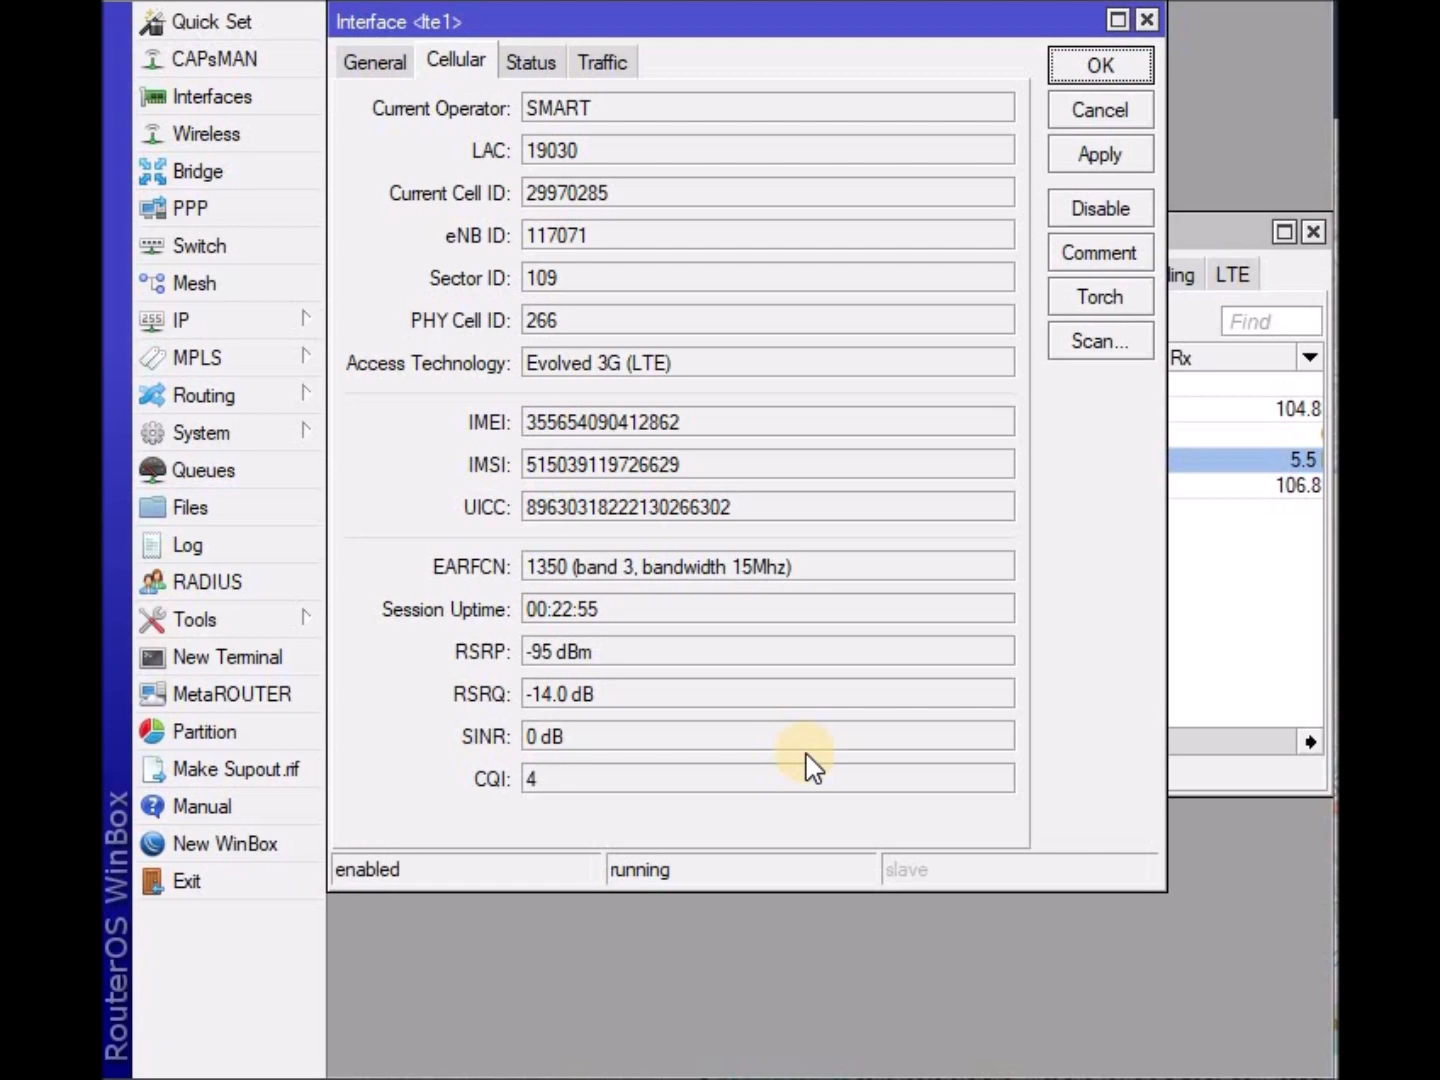 Quick Set
CAPsMAN
Interfaces
Wireless
Bridge
PPP
Switch
Mesh
IP
MPLS
Routing
System
Queues
Files
Log
RADIUS
Tools
New Terminal
MetaROUTER
Partition
Make Supout.rif
Manual
New WinBox
Exit
RouterOS WinBox
Interface <lte1>
General Cellular Status Traffic
Current Operator: SMART
LAC: 19030
Current Cell ID: 29970285
eNB ID: 117071
Sector ID: 109
PHY Cell ID: 266
Access Technology: Evolved 3G (LTE)
IMEI: 355654090412862
IMSI: 515039119726629
UICC: 89630318222130266302
EARFCN: 1350 (band 3, bandwidth 15Mhz)
Session Uptime: 00:22:55
RSRP: -95 dBm
RSRQ: -14.0 dB
SINR: 0 dB
CQI: 4
enabled running slave
OK
Cancel
Apply
Disable
Comment
Torch
Scan...
ding LTE
Find
Rx
104.8
5.5
106.8
255